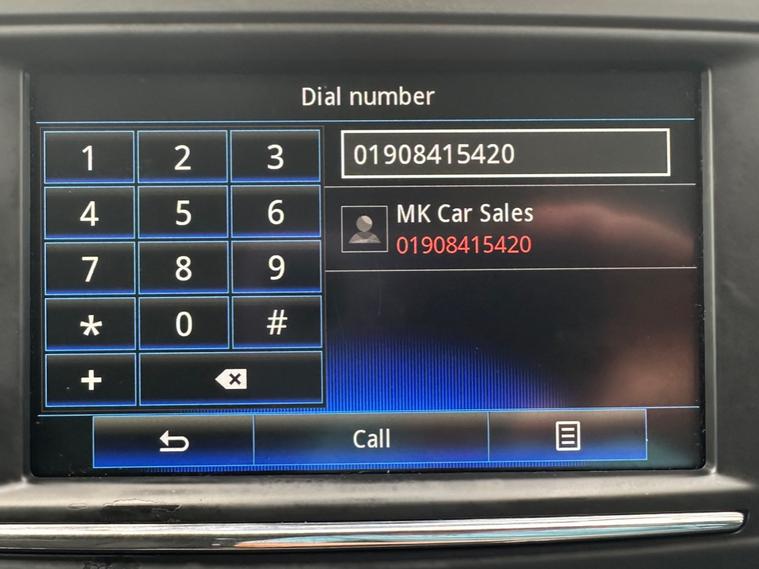 Dial number
1 2 3
01908415420
4 5 6
MK Car Sales
01908415420
7 8 9
* 0 #
+
Call